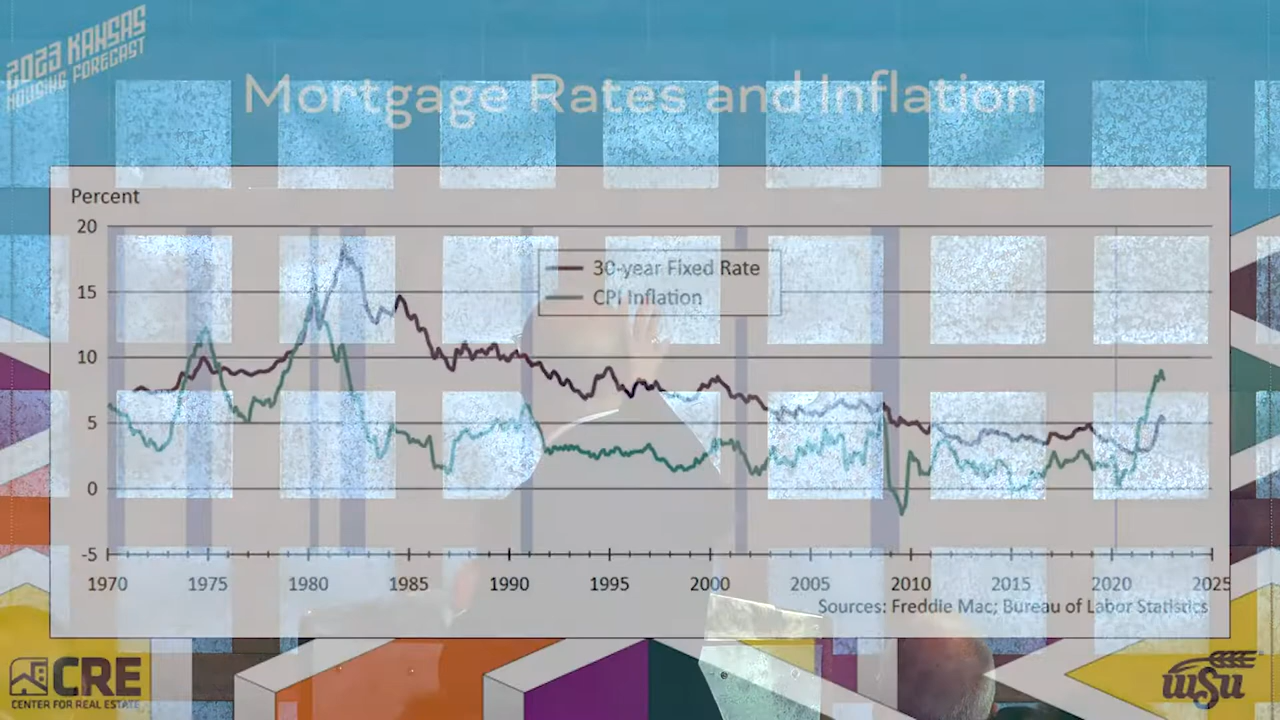 2023 KANSAS
HOUSING FORECAST
Mortgage Rates and Inflation
Percent
20
15
10
5
0
-5
30-year Fixed Rate
CPI Inflation
1970 1975 1980 1985 1990 1995 2000 2005 2010 2015 2020 2025
Sources: Freddie Mac; Bureau of Labor Statistics
CRE
CENTER FOR REAL ESTATE
WSU